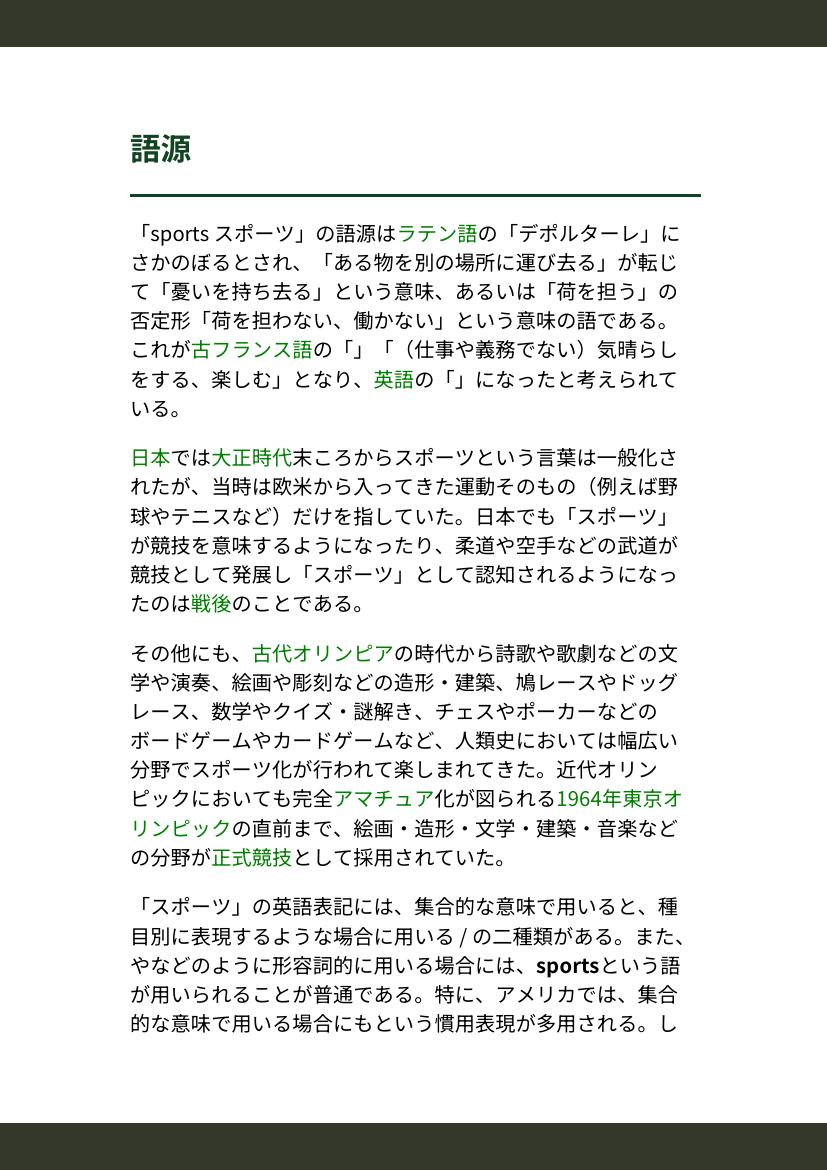 語源
「sports スポーツ」の語源はラテン語の「デポルターレ」に
さかのぼるとされ、「ある物を別の場所に運び去る」が転じ
て「憂いを持ち去る」という意味、あるいは「荷を担う」の
否定形「荷を担わない、働かない」という意味の語である。
これが古フランス語の「」「（仕事や義務でない）気晴らし
をする、楽しむ」となり、英語の「」になったと考えられて
いる。
日本では大正時代末ころからスポーツという言葉は一般化さ
れたが、当時は欧米から入ってきた運動そのもの（例えば野
球やテニスなど）だけを指していた。日本でも「スポーツ」
が競技を意味するようになったり、柔道や空手などの武道が
競技として発展し「スポーツ」として認知されるようになっ
たのは戦後のことである。
その他にも、古代オリンピアの時代から詩歌や歌劇などの文
学や演奏、絵画や彫刻などの造形・建築、鳩レースやドッグ
レース、数学やクイズ・謎解き、チェスやポーカーなどの
ボードゲームやカードゲームなど、人類史においては幅広い
分野でスポーツ化が行われて楽しまれてきた。近代オリン
ピックにおいても完全アマチュア化が図られる1964年東京オ
リンピックの直前まで、絵画・造形・文学・建築・音楽など
の分野が正式競技として採用されていた。
「スポーツ」の英語表記には、集合的な意味で用いると、種
目別に表現するような場合に用いる / の二種類がある。また、
やなどのように形容詞的に用いる場合には、sportsという語
が用いられることが普通である。特に、アメリカでは、集合
的な意味で用いる場合にもという慣用表現が多用される。し